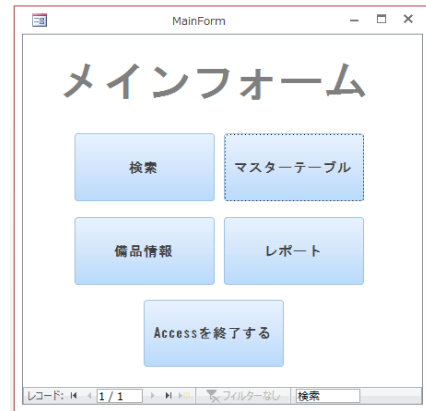 MainForm
メインフォーム
検索
マスターテーブル
備品情報
レポート
Accessを終了する
レコード: 1 / 1 フィルターなし 検索